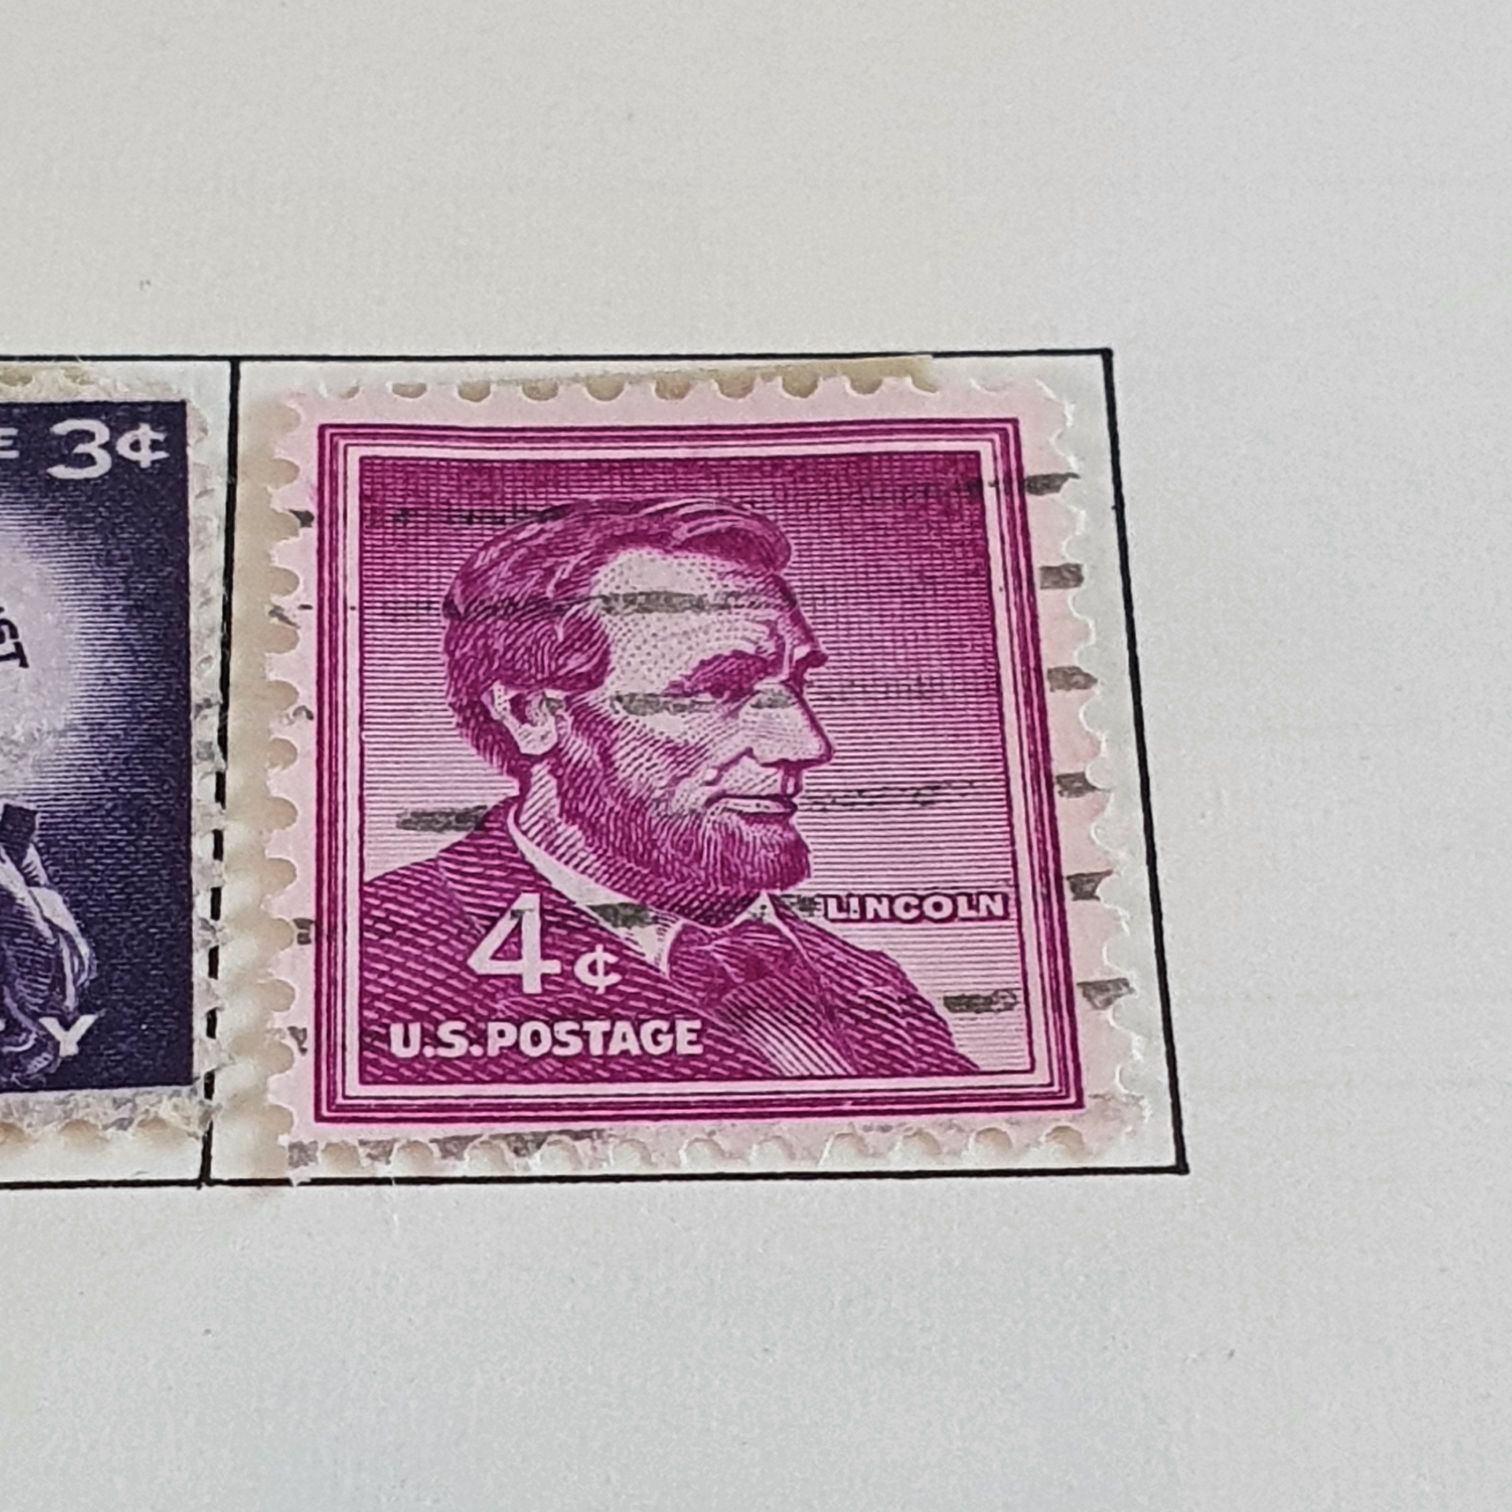 3¢
4¢
LINCOLN
U.S.POSTAGE
Y